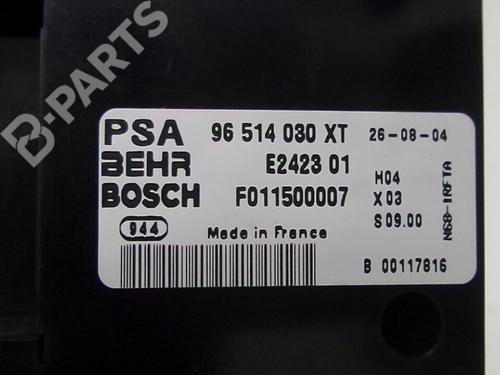 B-PARTS
PSA 96 514 030 XT 26-08-04
BEHR E2423 01 H04
BOSCH F011500007 X03
944 Made in France S09.00
N68-1RFTA
B 00117816